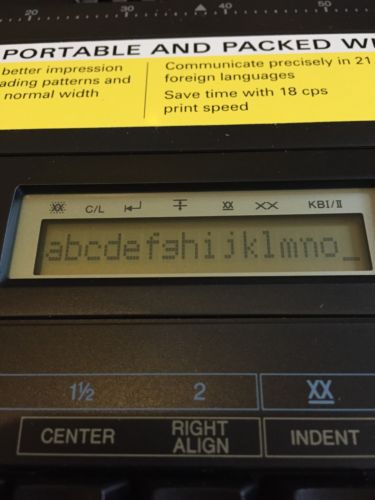 20 30 50
PORTABLE AND PACKED
better impression
ading patterns and
normal width
Communicate precisely in 21
foreign languages
Save time with 18 cps
print speed
C/L KBI/II
abcdefghijklmno_
1½ 2 XX
CENTER RIGHT ALIGN INDENT